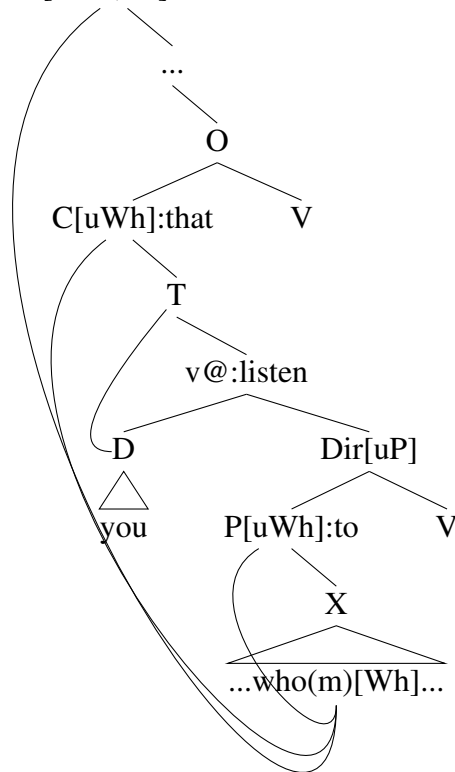 ...
O
C[uWh]:that V
T
v@:listen
D Dir[uP]
you P[uWh]:to V
X
...who(m)[Wh]...